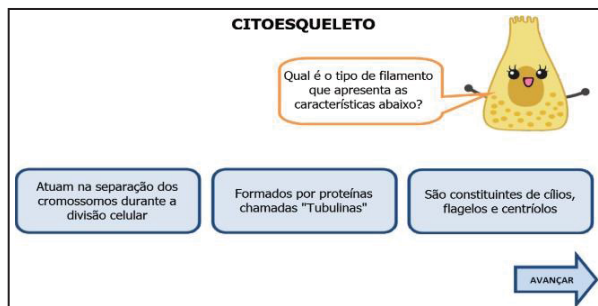 CITOESQUELETO
Qual é o tipo de filamento
que apresenta as
características abaixo?
Atuam na separação dos
cromossomos durante a
divisão celular
Formados por proteínas
chamadas "Tubulinas"
São constituintes de cílios,
flagelos e centríolos
AVANÇAR